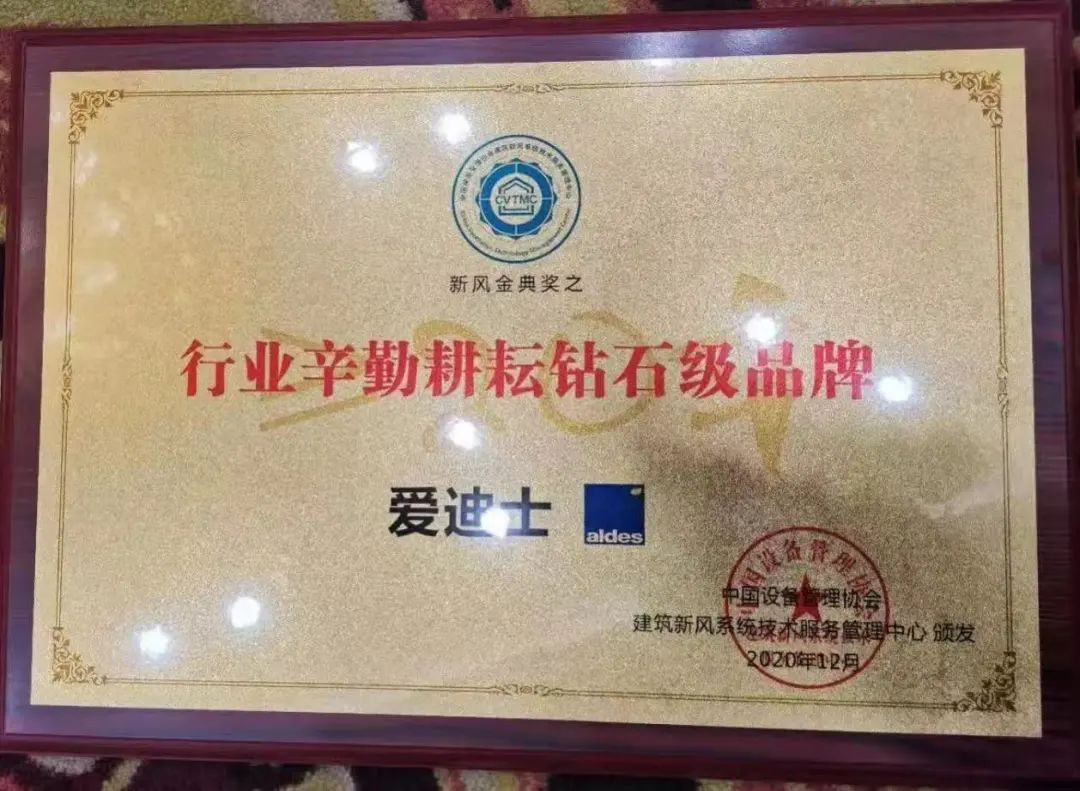 CVTMC
新风金典奖之
行业辛勤耕耘钻石级品牌
爱迪士
aldes
中国设备管理协会
建筑新风系统技术服务管理中心 颁发
2020年12月